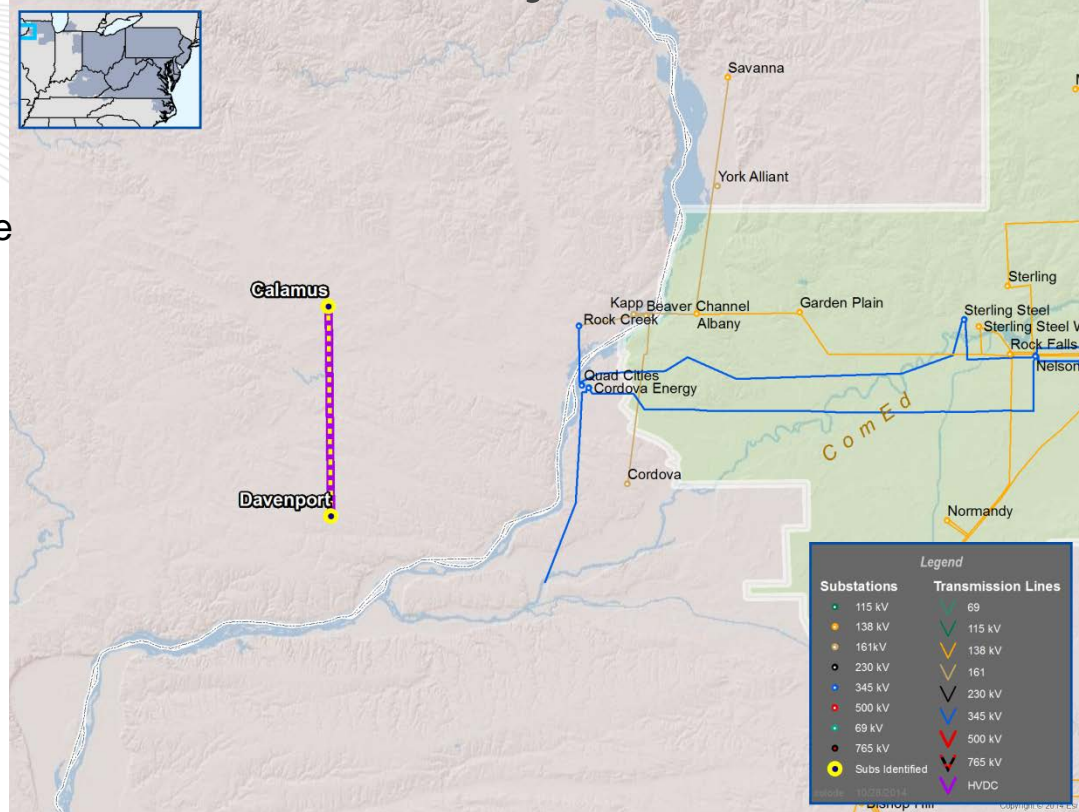 e
Savanna
York Alliant
Calamus
Sterling
Kapp
Beaver Channel
Garden Plain
Rock Creek
Albany
Sterling Steel
Sterling Steel W
Rock Falls
Nelson
Quad Cities
Cordova Energy
ComEd
Cordova
Davenport
Normandy
Legend
Substations
Transmission Lines
115 kV
138 kV
161kV
230 kV
345 kV
500 kV
69 kV
765 kV
Subs Identified
69
115 kV
138 kV
161
230 kV
345 kV
500 kV
765 kV
HVDC
10/28/2014